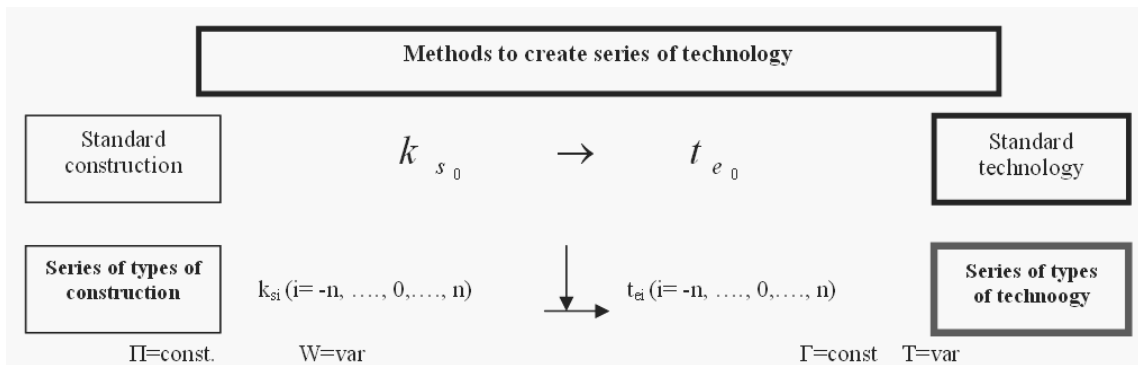 Methods to create series of technology
Standard construction
k s 0 → t e 0
Standard technology
Series of types of construction
ksi (i= -n, …., 0,…., n)
tei (i= -n, …., 0,…., n)
Series of types of technoogy
Π=const. W=var Γ=const T=var